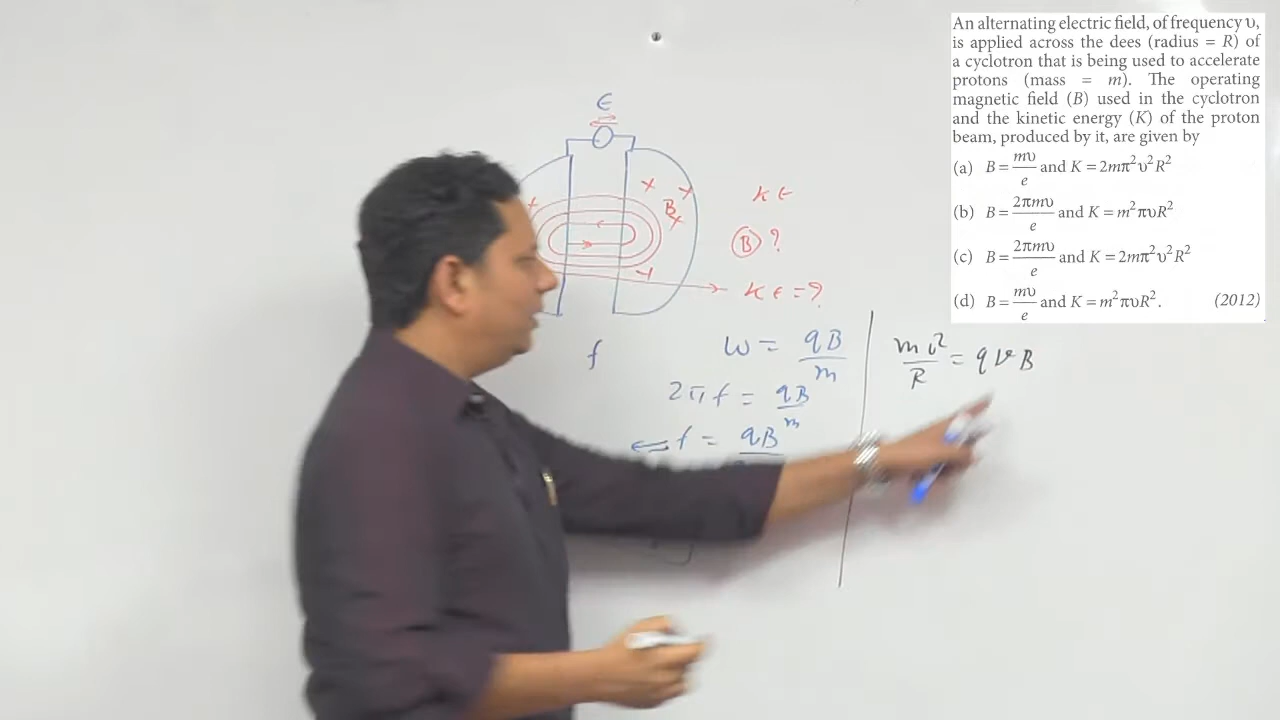 An alternating electric field, of frequency υ,
is applied across the dees (radius = R) of
a cyclotron that is being used to accelerate
protons (mass = m). The operating
magnetic field (B) used in the cyclotron
and the kinetic energy (K) of the proton
beam, produced by it, are given by
(a) B = mυ/e and K = 2mπ²υ²R²
(b) B = 2πmυ/e and K = m²πυR²
(c) B = 2πmυ/e and K = 2mπ²υ²R²
(d) B = mυ/e and K = m²πυR². (2012)
ϵ
B
K E
B ?
K E = ?
f
ω = qB/m
2πf = qB/m
f = qB
mv²/R = qvB